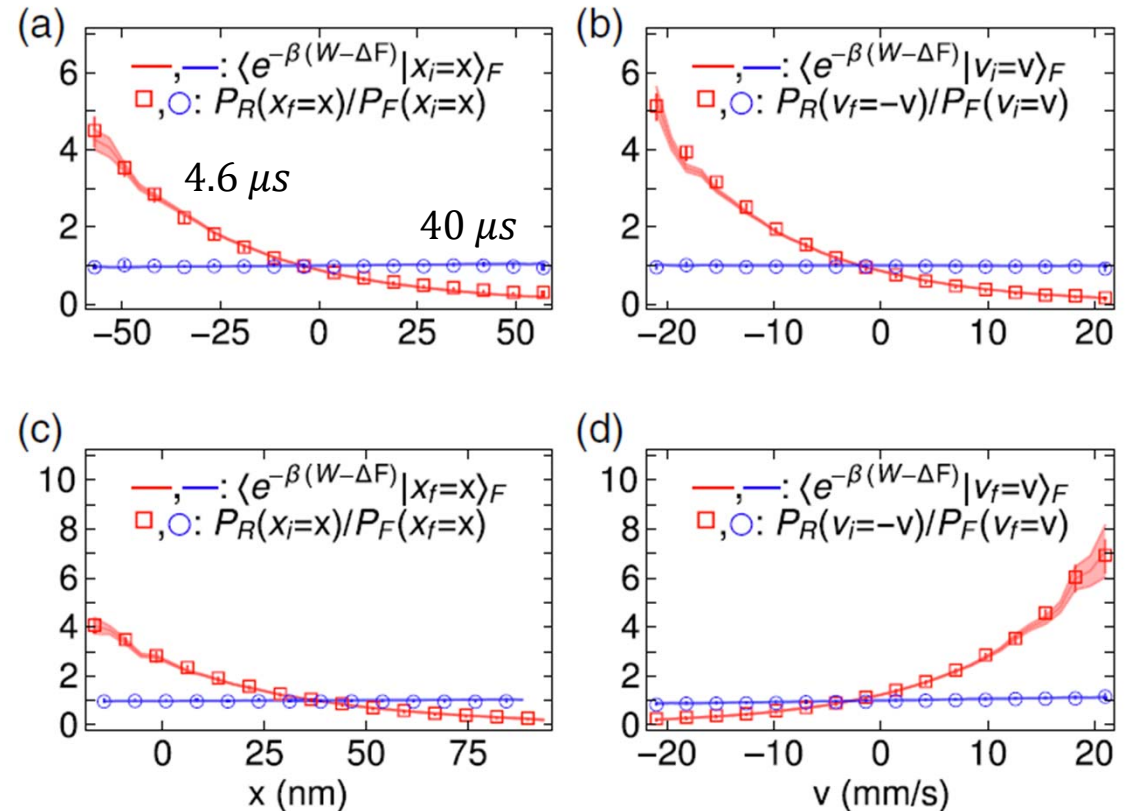 (a)
—,—: ⟨e^{−β(W−ΔF)}|x_i=x⟩_F
□,○: P_R(x_f=x)/P_F(x_i=x)
4.6 μs
40 μs
6
4
2
0
−50 −25 0 25 50
(b)
—,—: ⟨e^{−β(W−ΔF)}|v_i=v⟩_F
□,○: P_R(v_f=−v)/P_F(v_i=v)
6
4
2
0
−20 −10 0 10 20
(c)
—,—: ⟨e^{−β(W−ΔF)}|x_f=x⟩_F
□,○: P_R(x_i=x)/P_F(x_f=x)
10
8
6
4
2
0
0 25 50 75
x (nm)
(d)
—,—: ⟨e^{−β(W−ΔF)}|v_f=v⟩_F
□,○: P_R(v_i=−v)/P_F(v_f=v)
10
8
6
4
2
0
−20 −10 0 10 20
v (mm/s)